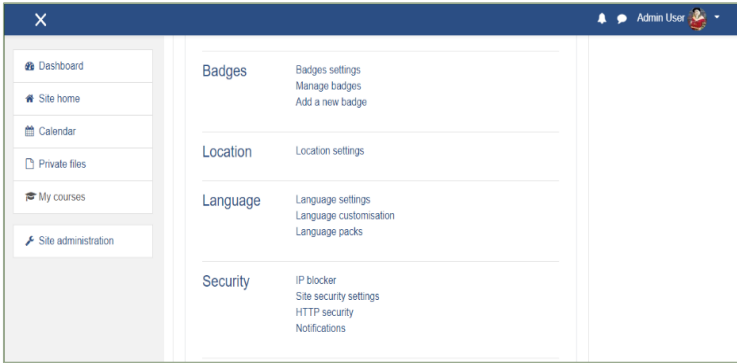 Admin User
Dashboard
Site home
Calendar
Private files
My courses
Site administration
Badges
Badges settings
Manage badges
Add a new badge
Location
Location settings
Language
Language settings
Language customisation
Language packs
Security
IP blocker
Site security settings
HTTP security
Notifications